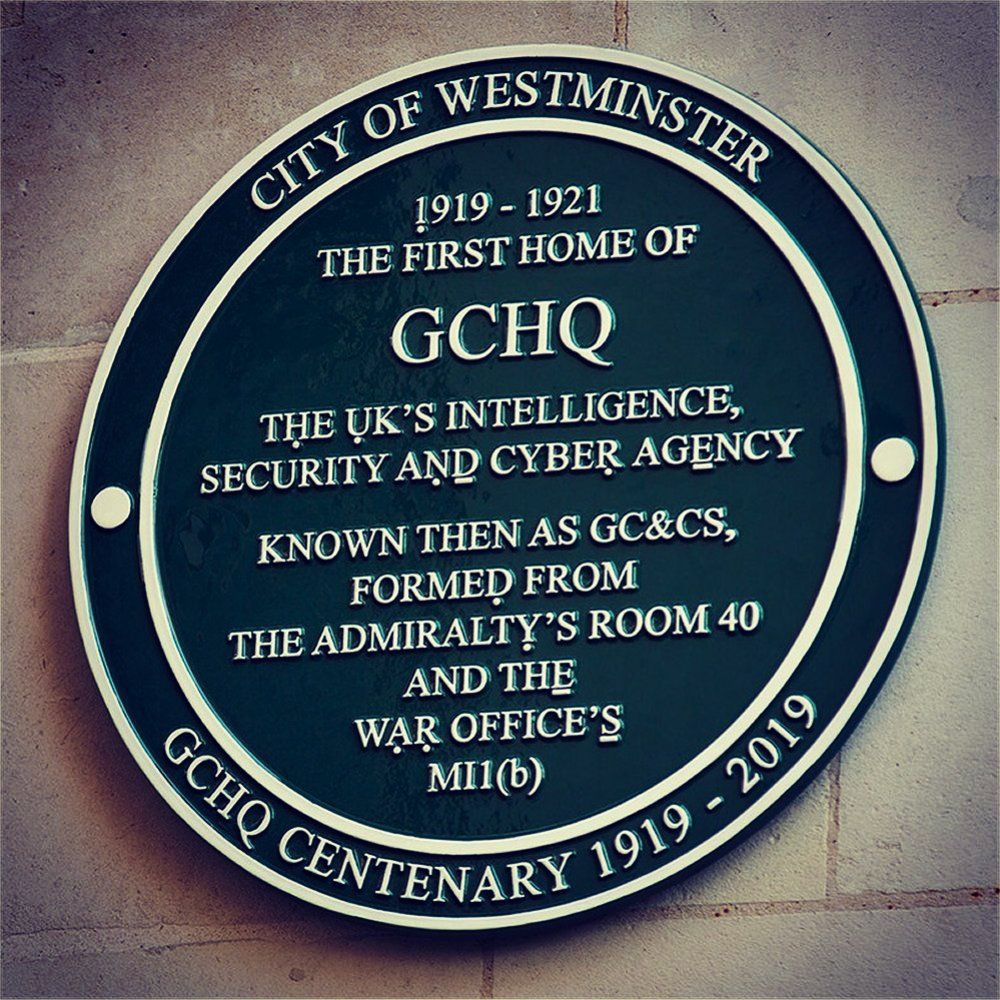 CITY OF WESTMINSTER
1919 - 1921
THE FIRST HOME OF
GCHQ
THE UK'S INTELLIGENCE,
SECURITY AND CYBER AGENCY
KNOWN THEN AS GC&CS,
FORMED FROM
THE ADMIRALTY'S ROOM 40
AND THE
WAR OFFICE'S
MI1(b)
GCHQ CENTENARY 1919 - 2019